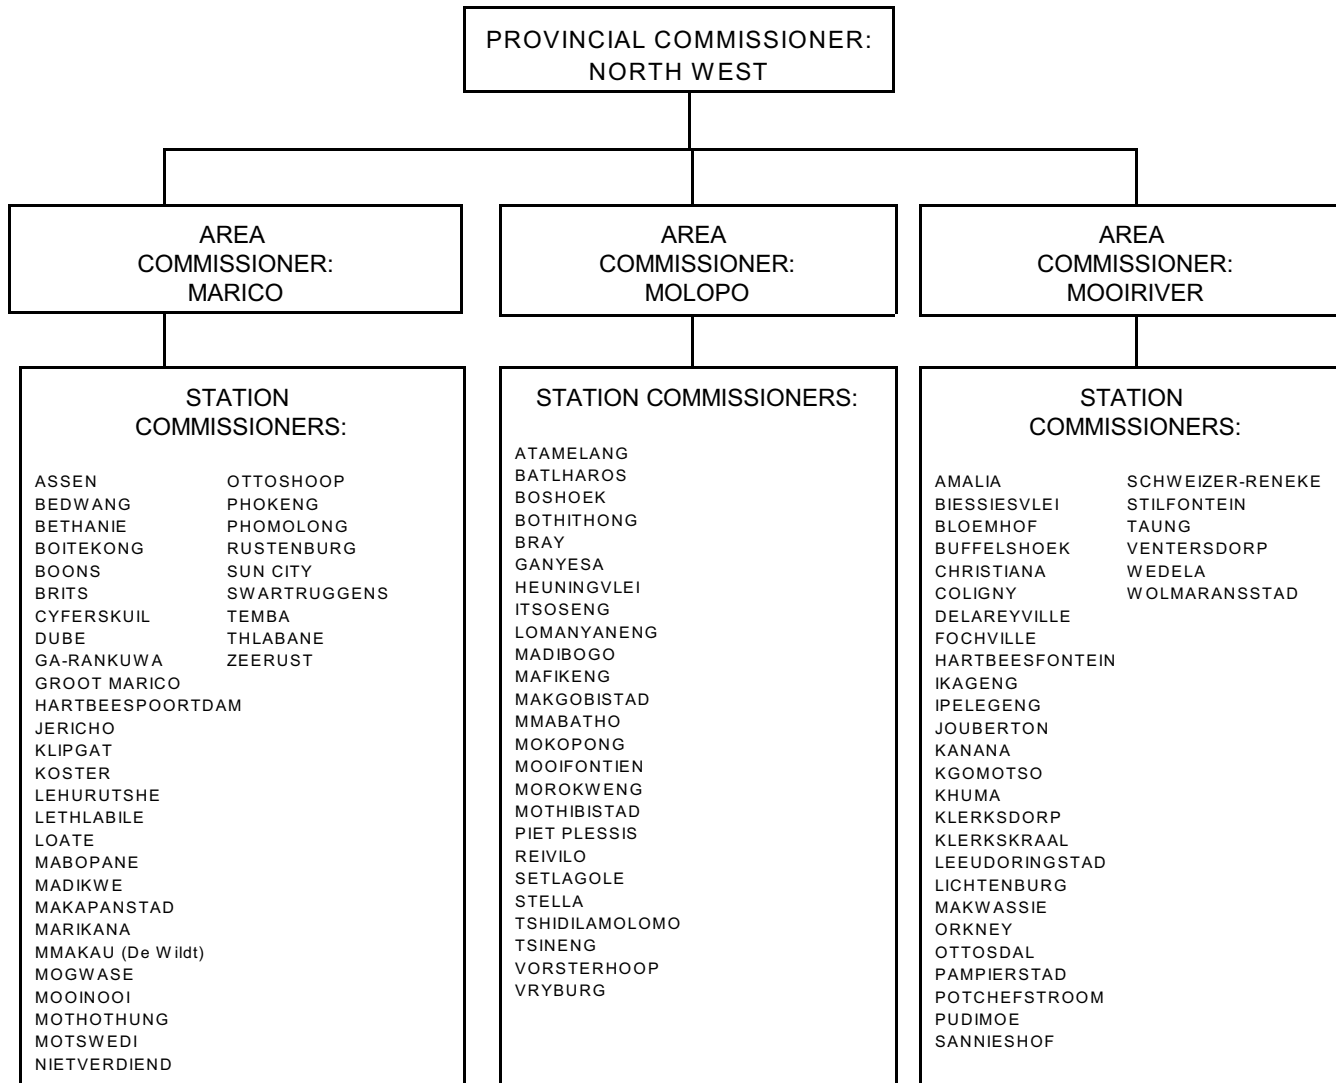 PROVINCIAL COMMISSIONER:
NORTH WEST
AREA
COMMISSIONER:
MARICO
AREA
COMMISSIONER:
MOLOPO
AREA
COMMISSIONER:
MOOIRIVER
STATION
COMMISSIONERS:
ASSEN
BEDWANG
BETHANIE
BOITEKONG
BOONS
BRITS
CYFERSKUIL
DUBE
GA-RANKUWA
GROOT MARICO
HARTBEESPOORTDAM
JERICHO
KLIPGAT
KOSTER
LEHURUTSHE
LETHLABILE
LOATE
MABOPANE
MADIKWE
MAKAPANSTAD
MARIKANA
MMAKAU (De Wildt)
MOGWASE
MOOINOOI
MOTHOTHUNG
MOTSWEDI
NIETVERDIEND
OTTOSHOOP
PHOKENG
PHOMOLONG
RUSTENBURG
SUN CITY
SWARTRUGGENS
TEMBA
THLABANE
ZEERUST
STATION COMMISSIONERS:
ATAMELANG
BATLHAROS
BOSHOEK
BOTHITHONG
BRAY
GANYESA
HEUNINGVLEI
ITSOSENG
LOMANYANENG
MADIBOGO
MAFIKENG
MAKGOBISTAD
MMABATHO
MOKOPONG
MOOIFONTIEN
MOROKWENG
MOTHIBISTAD
PIET PLESSIS
REIVILO
SETLAGOLE
STELLA
TSHIDILAMOLOMO
TSINENG
VORSTERHOOP
VRYBURG
STATION
COMMISSIONERS:
AMALIA
BIESSIESVLEI
BLOEMHOF
BUFFELSHOEK
CHRISTIANA
COLIGNY
DELAREYVILLE
FOCHVILLE
HARTBEESFONTEIN
IKAGENG
IPELEGENG
JOUBERTON
KANANA
KGOMOTSO
KHUMA
KLERKSDORP
KLERKSKRAAL
LEEUDORINGSTAD
LICHTENBURG
MAKWASSIE
ORKNEY
OTTOSDAL
PAMPIERSTAD
POTCHEFSTROOM
PUDIMOE
SANNIESHOF
SCHWEIZER-RENEKE
STILFONTEIN
TAUNG
VENTERSDORP
WEDELA
WOLMARANSSTAD